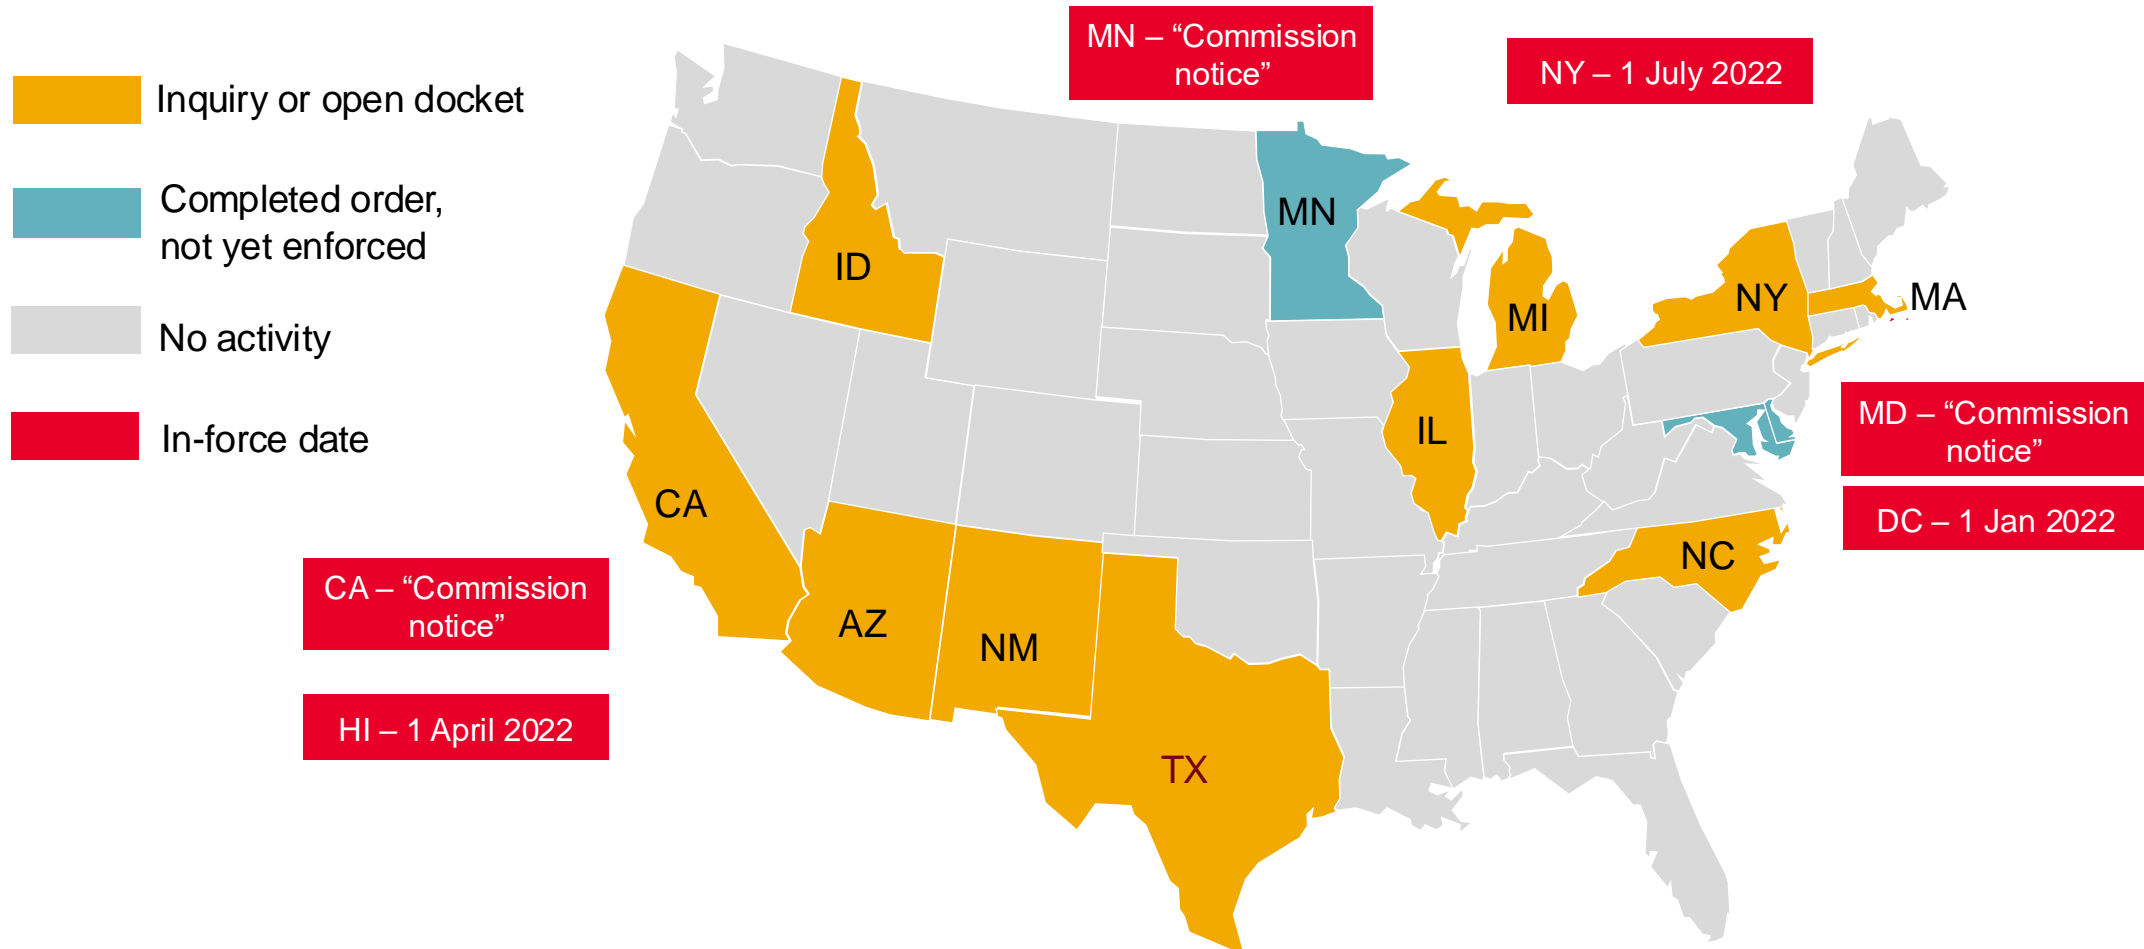 Inquiry or open docket
Completed order,
not yet enforced
No activity
In-force date
MN – “Commission
notice”
NY – 1 July 2022
MN
ID
NY
MA
MI
MD – “Commission
notice”
IL
CA
DC – 1 Jan 2022
NC
CA – “Commission
notice”
AZ
NM
HI – 1 April 2022
TX